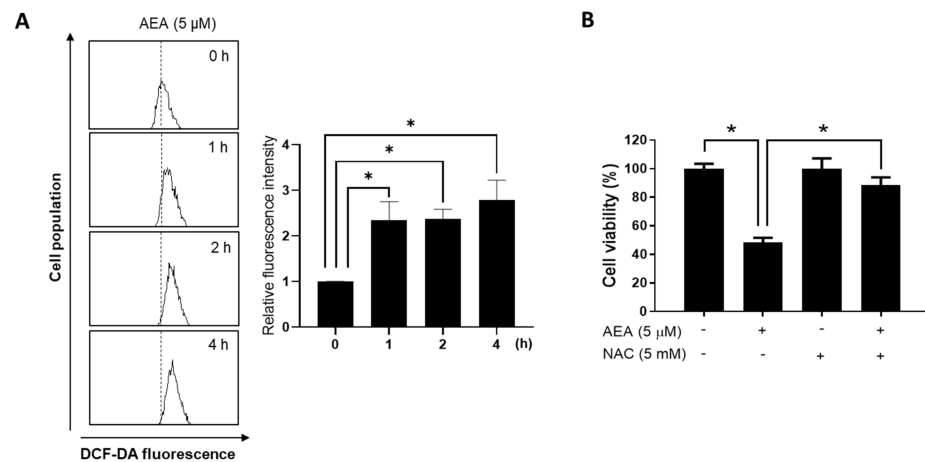 A
AEA (5 µM)
0 h
1 h
2 h
4 h
Cell population
DCF-DA fluorescence
Relative fluorescence intensity
4
3
2
1
0
*
*
*
0 1 2 4 (h)
B
Cell viability (%)
120
100
80
60
40
20
0
* *
AEA (5 μM) - + - +
NAC (5 mM) - - + +